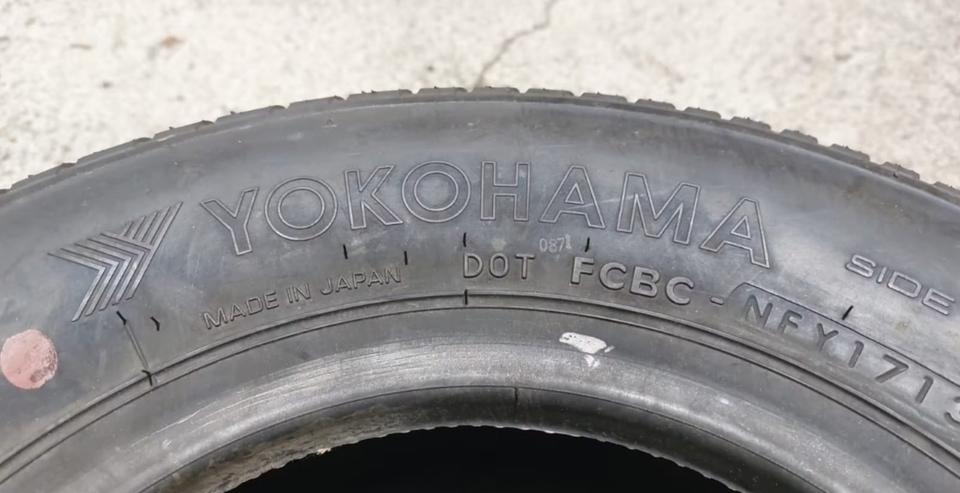 YOKOHAMA
SIDE
0871
MADE IN JAPAN
DOT FCBC - NFY1713